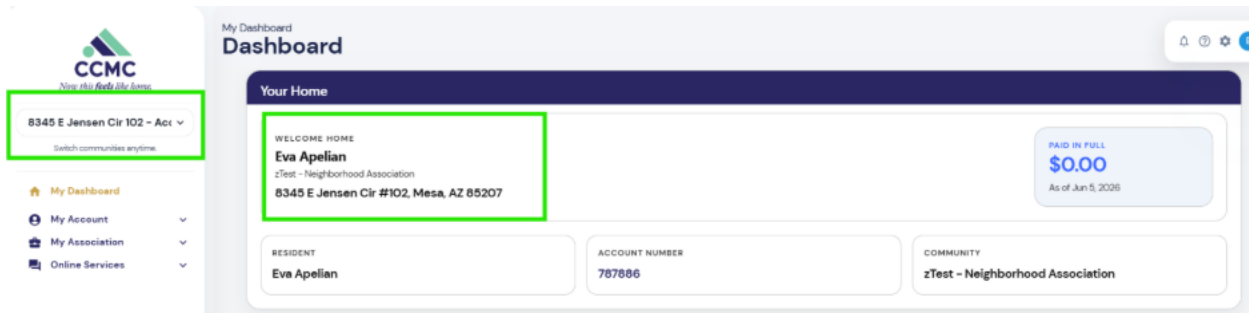 CCMC
Now this feels like home.
8345 E Jensen Cir 102 - Acc
Switch communities anytime.
My Dashboard
My Account
My Association
Online Services
My Dashboard
Dashboard
Your Home
WELCOME HOME
Eva Apelian
zTest - Neighborhood Association
8345 E Jensen Cir #102, Mesa, AZ 85207
PAID IN FULL
$0.00
As of Jun 5, 2026
RESIDENT
Eva Apelian
ACCOUNT NUMBER
787886
COMMUNITY
zTest - Neighborhood Association